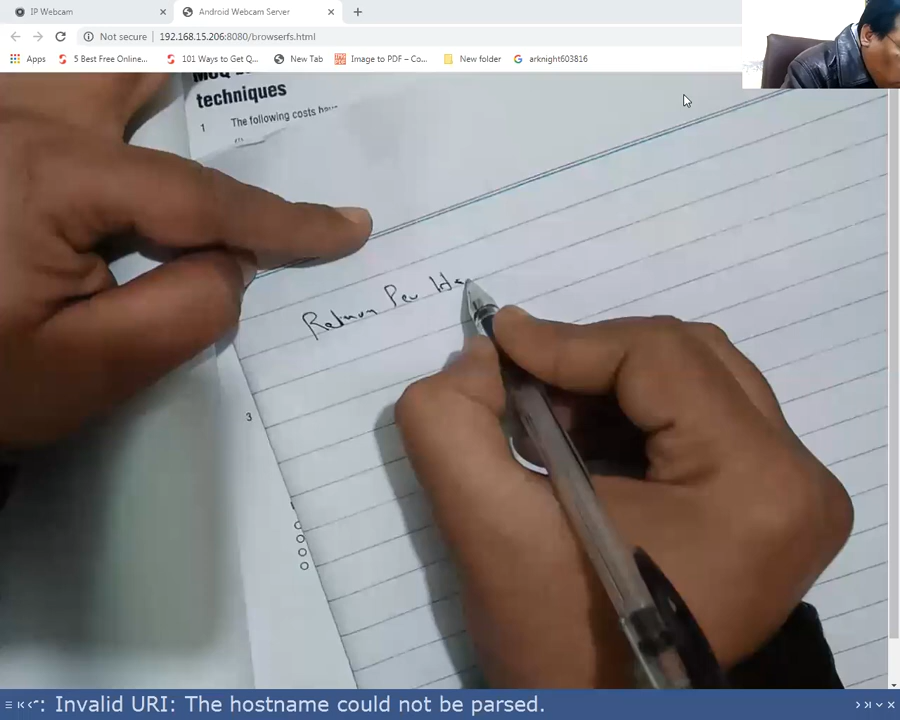 IP Webcam
Android Webcam Server
Not secure | 192.168.15.206:8080/browserfs.html
Apps
5 Best Free Online...
101 Ways to Get Q...
New Tab
Image to PDF – Co...
New folder
arknight603816
techniques
1 The following costs have
Return Per
3
: Invalid URI: The hostname could not be parsed.